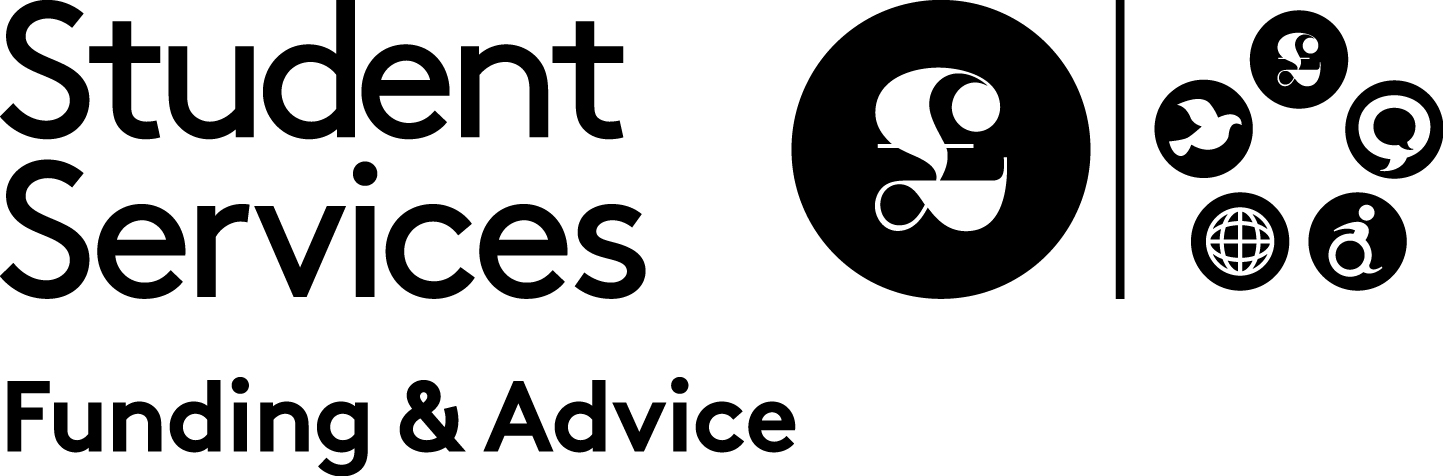 Student
Services
£
£
Funding & Advice